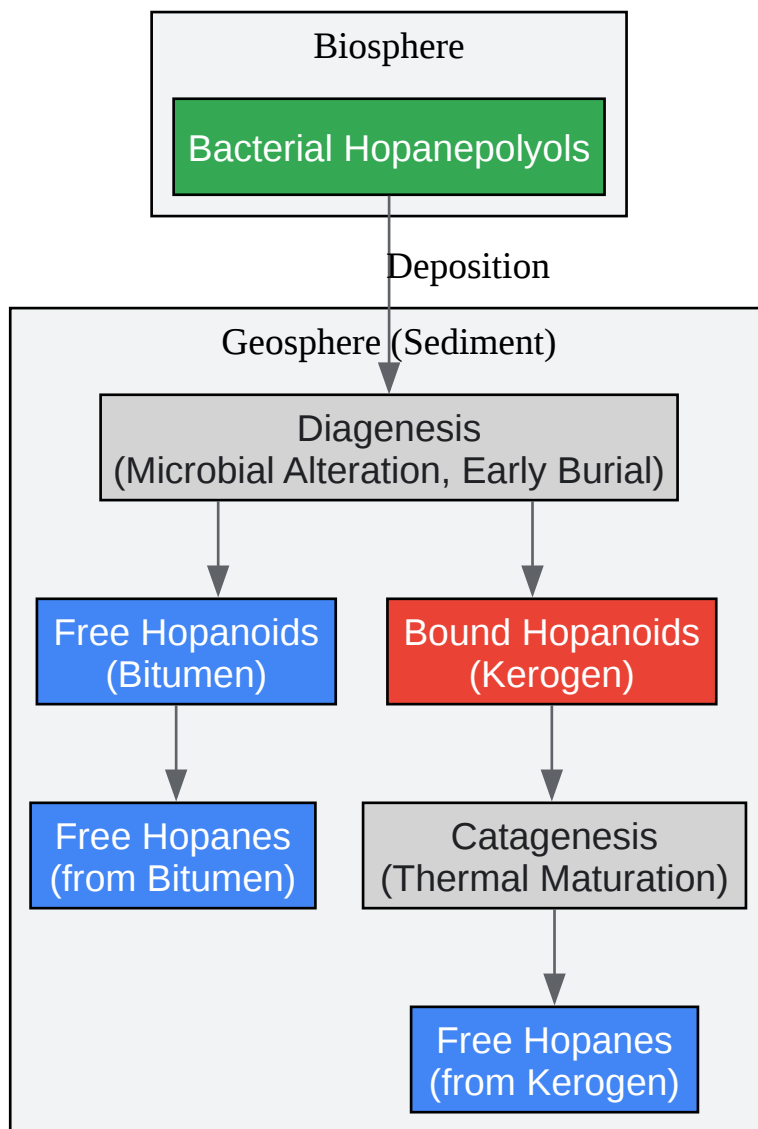 Biosphere
Bacterial Hopanepolyols
Deposition
Geosphere (Sediment)
Diagenesis
(Microbial Alteration, Early Burial)
Free Hopanoids
(Bitumen)
Bound Hopanoids
(Kerogen)
Free Hopanes
(from Bitumen)
Catagenesis
(Thermal Maturation)
Free Hopanes
(from Kerogen)